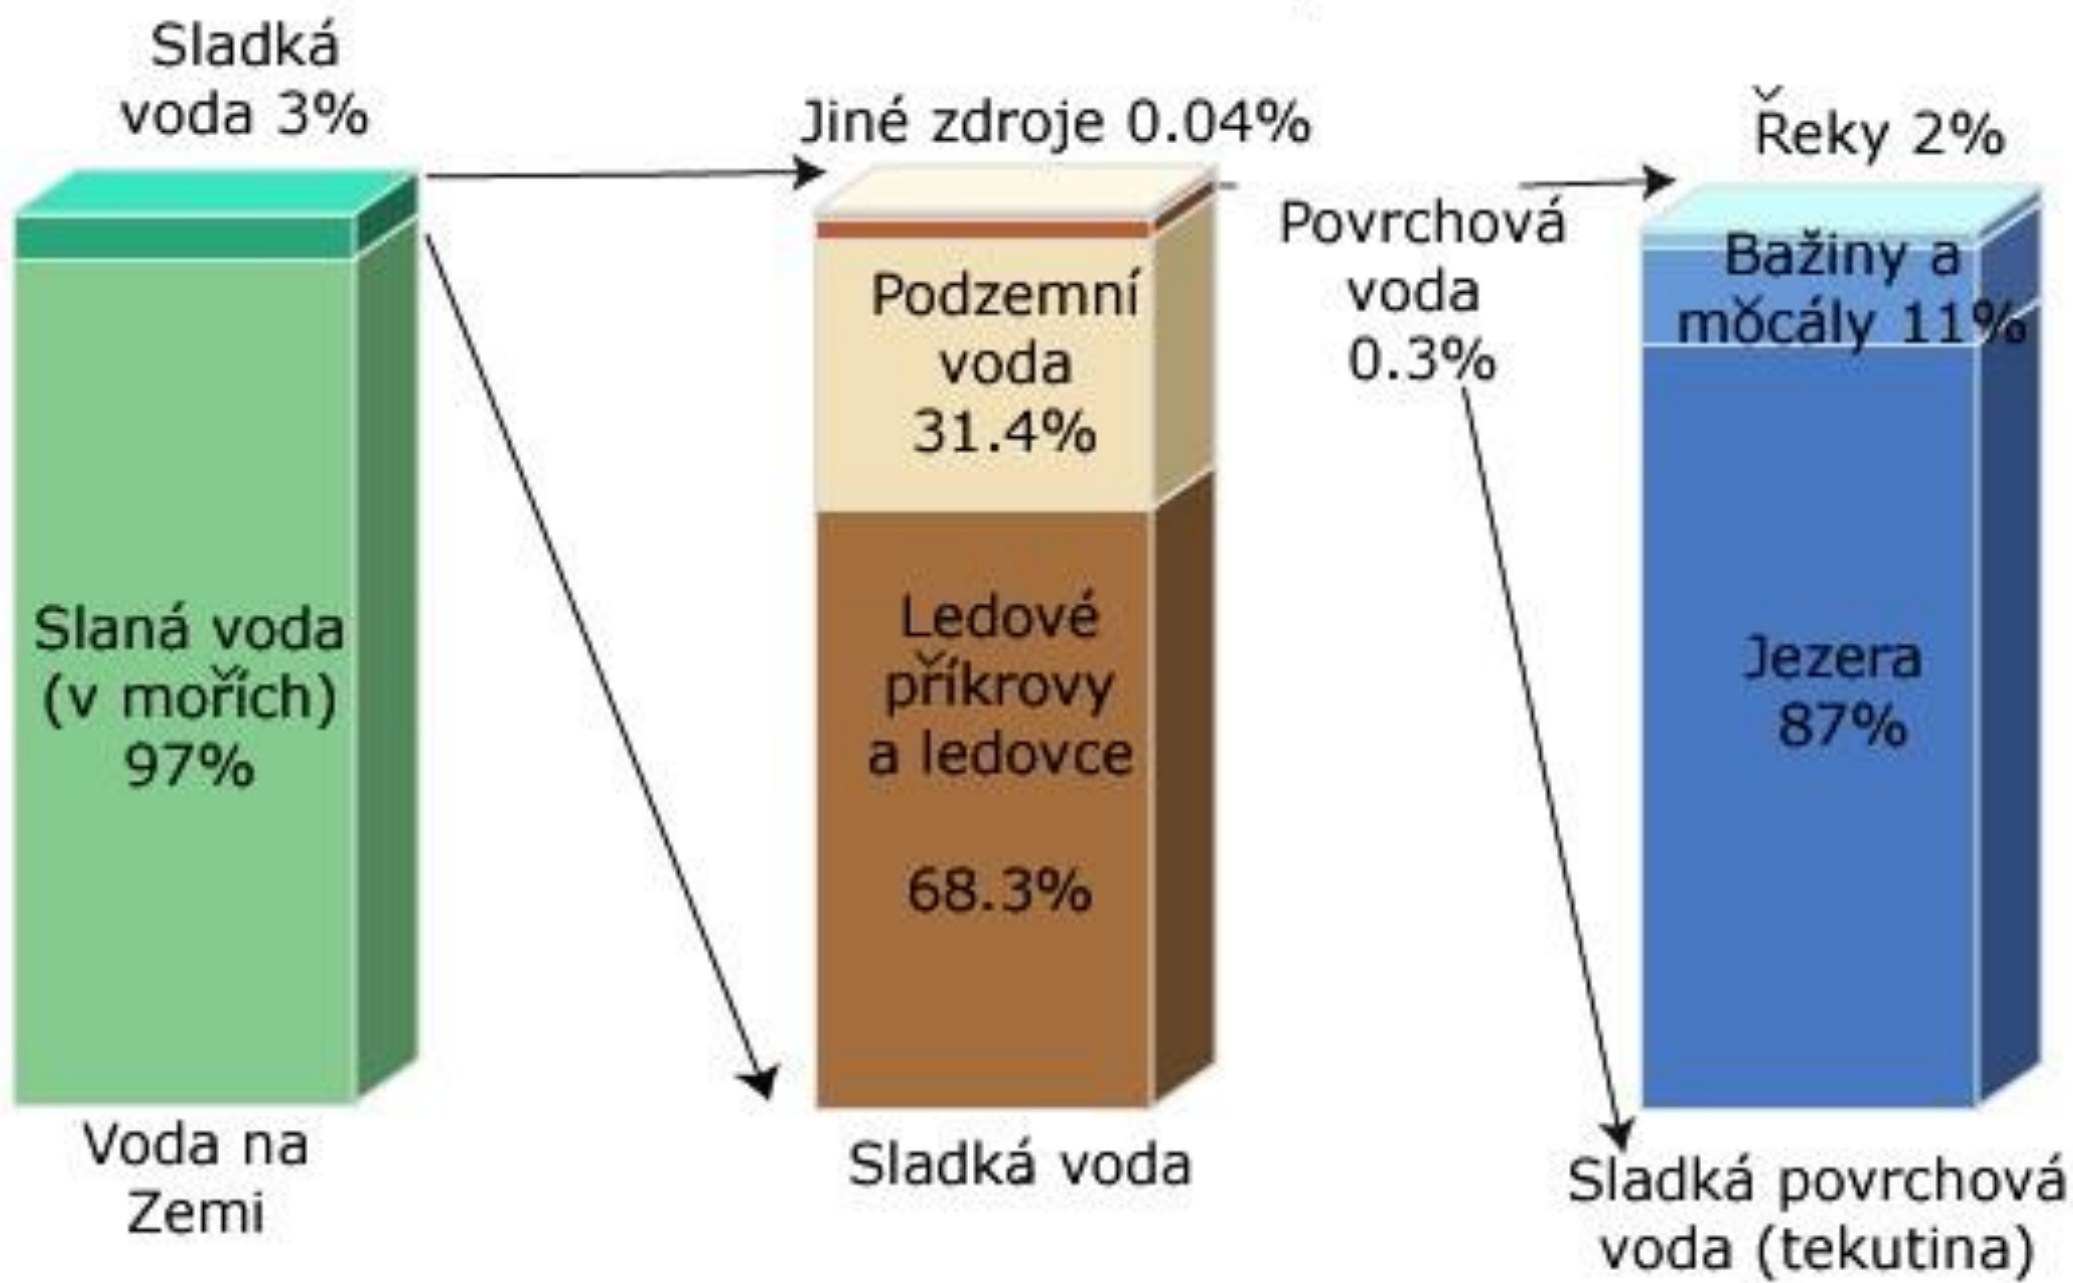 Sladká
voda 3%
Slaná voda
(v mořích)
97%
Voda na
Zemi
Jiné zdroje 0.04%
Podzemní
voda
31.4%
Ledové
příkrovy
a ledovce
68.3%
Sladká voda
Povrchová
voda
0.3%
Řeky 2%
Bažiny a
mǒcály 11%
Jezera
87%
Sladká povrchová
voda (tekutina)